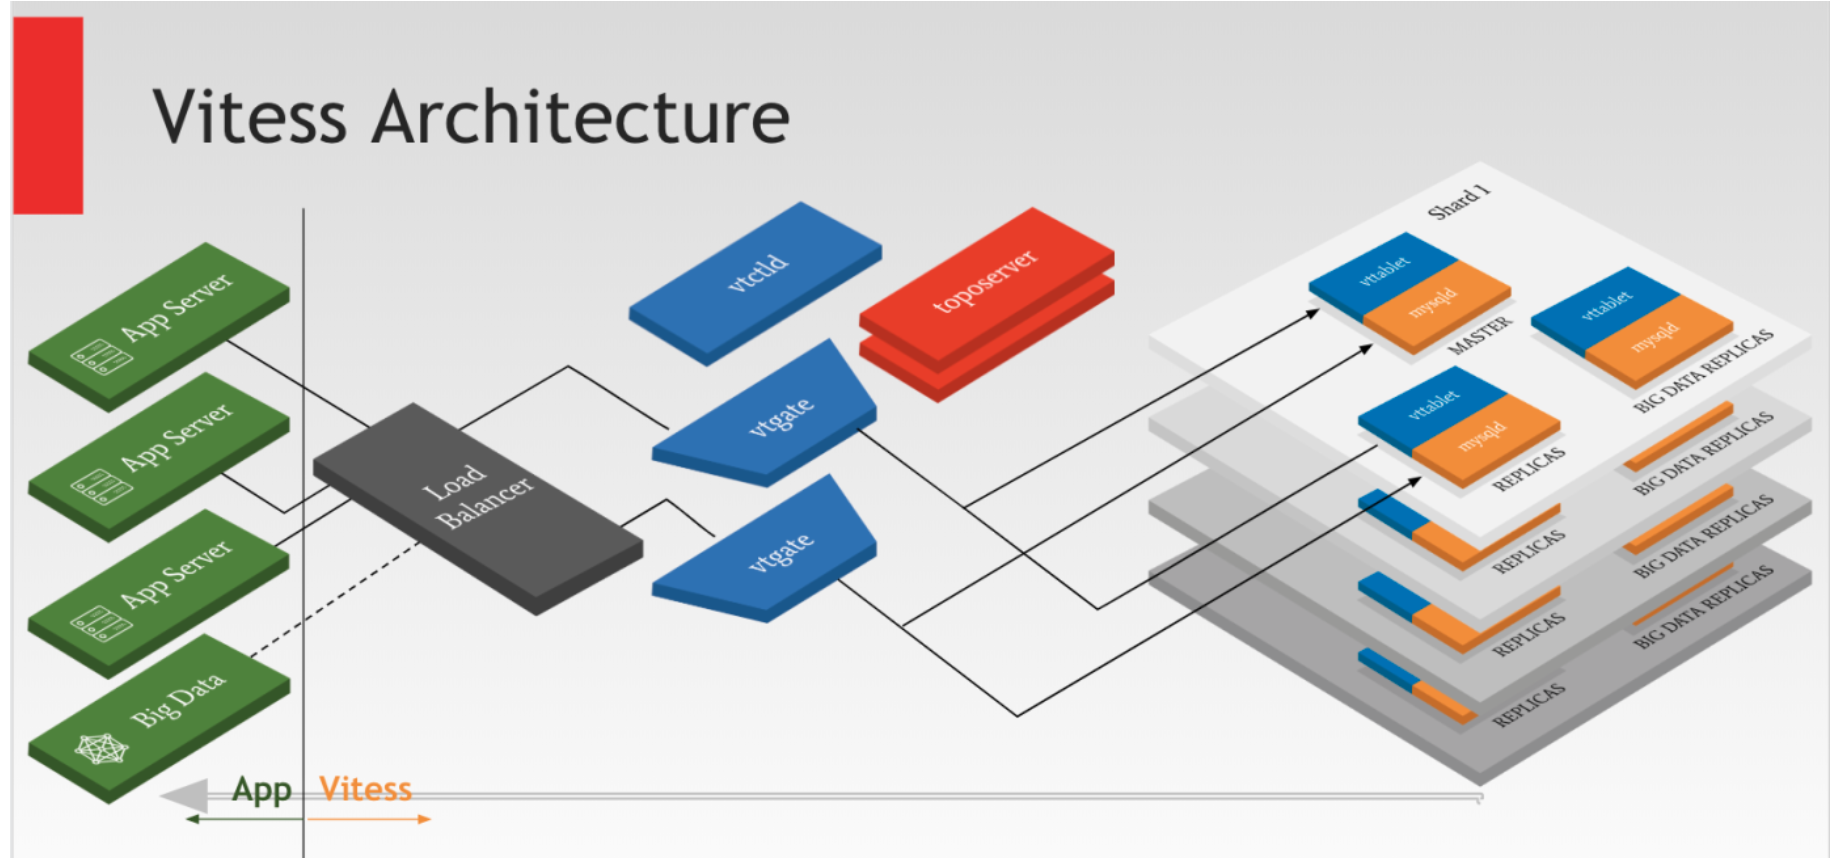 Vitess Architecture
App Server
App Server
App Server
Big Data
Load
Balancer
vtctld
toposerver
vtgate
vtgate
Shard 1
vttablet
mysqld
MASTER
vttablet
mysqld
BIG DATA REPLICAS
vttablet
mysqld
REPLICAS
BIG DATA REPLICAS
REPLICAS
BIG DATA REPLICAS
REPLICAS
BIG DATA REPLICAS
REPLICAS
App
Vitess